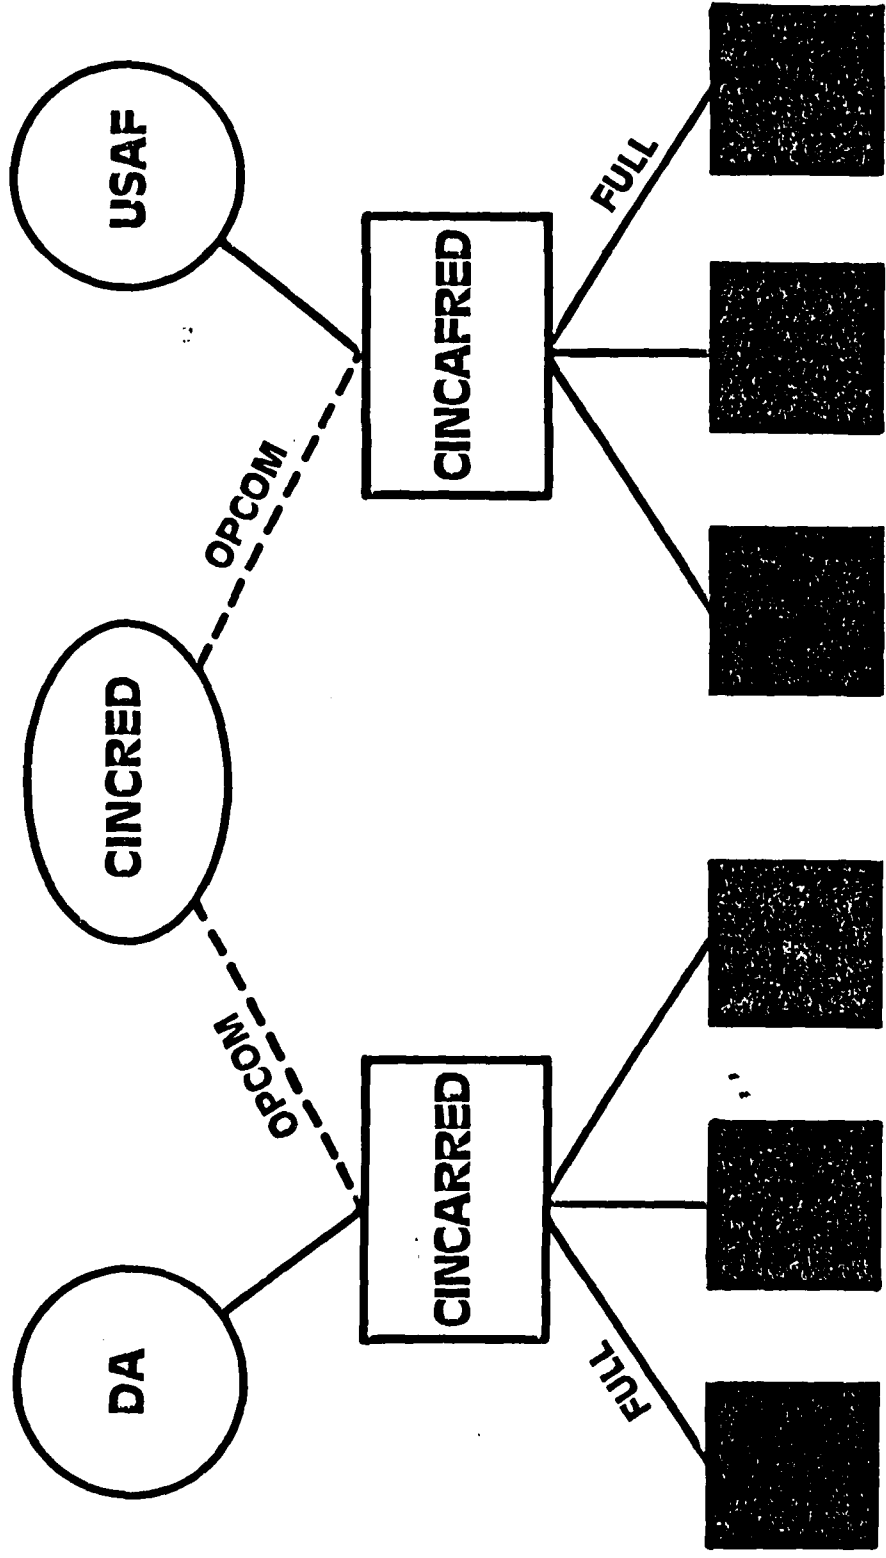 DA
CINCRED
USAF
OPCOM
OPCOM
CINCARRED
CINCAFRED
FULL
FULL